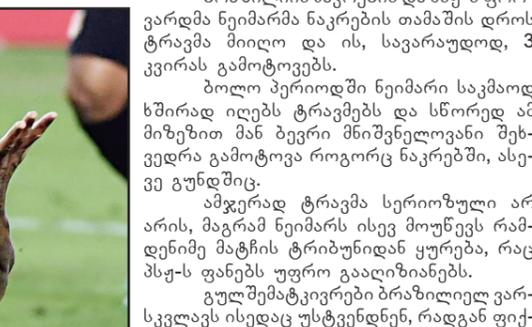 ვარდმა ნეიმარმა ნაკრების თამაშის დროს
ტრავმა მიიღო და ის, სავარაუდოდ, 3
კვირას გამოტოვებს.
ბოლო პერიოდში ნეიმარი საკმაოდ
ხშირად იღებს ტრავმებს და სწორედ ამ
მიზეზით მან ბევრი მნიშვნელოვანი შეხ-
ვედრა გამოტოვა როგორც ნაკრებში, ასე-
ვე გუნდშიც.
ამჯერად ტრავმა სერიოზული არ
არის, მაგრამ ნეიმარს ისევ მოუწევს რამ-
დენიმე მატჩის ტრიბუნიდან ყურება, რაც
პსჟ-ს ფანებს უფრო გააღიზიანებს.
გულშემატკივრები ბრაზილიელ ვარ-
სკვლავს ისედაც უსტვენდნენ, რადგან ფიქ-